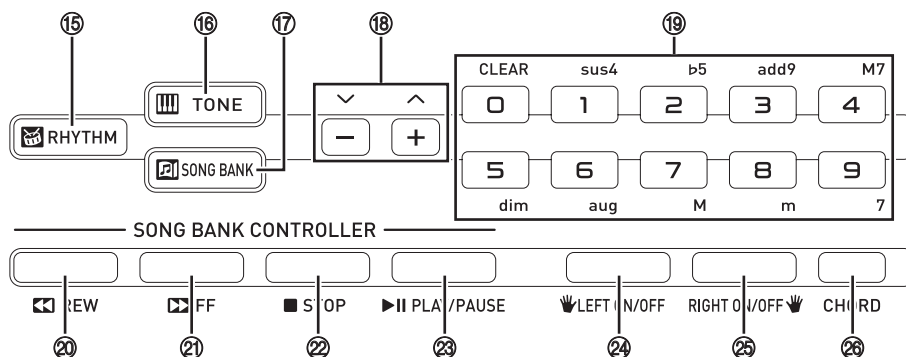 ⑮ ⑯ ⑰ ⑱ ⑲
CLEAR sus4 ♭5 add9 M7
TONE
0 1 2 3 4
− +
RHYTHM
SONG BANK
5 6 7 8 9
dim aug M m 7
SONG BANK CONTROLLER
REW FF STOP PLAY/PAUSE LEFT ON/OFF RIGHT ON/OFF CHORD
⑳ ㉑ ㉒ ㉓ ㉔ ㉕ ㉖